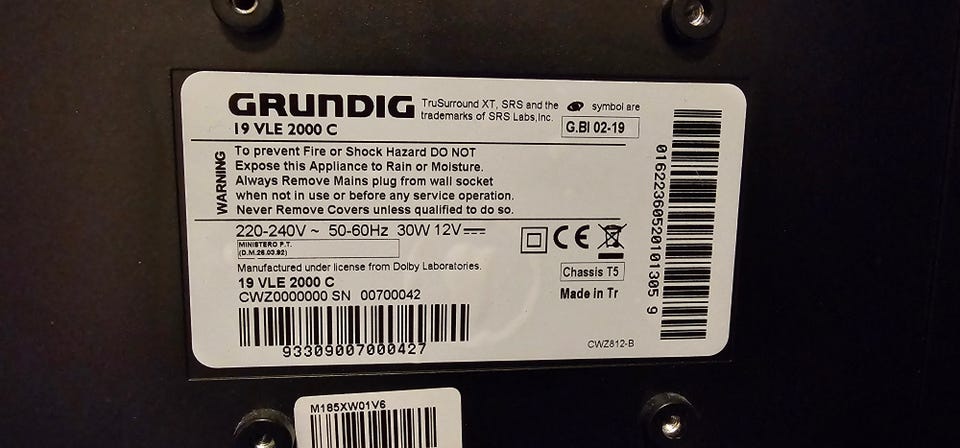 GRUNDIG
TruSurround XT, SRS and the symbol are
trademarks of SRS Labs,Inc.
19 VLE 2000 C
G.BI 02-19
WARNING
To prevent Fire or Shock Hazard DO NOT
Expose this Appliance to Rain or Moisture.
Always Remove Mains plug from wall socket
when not in use or before any service operation.
Never Remove Covers unless qualified to do so.
220-240V ~ 50-60Hz 30W 12V
MINISTERO P.T.
(D.M.26.03.92)
CE
Manufactured under license from Dolby Laboratories.
Chassis T5
19 VLE 2000 C
Made in Tr
CWZ0000000 SN 00700042
93309007000427
CWZ812-B
01622360520101305 9
M185XW01V6